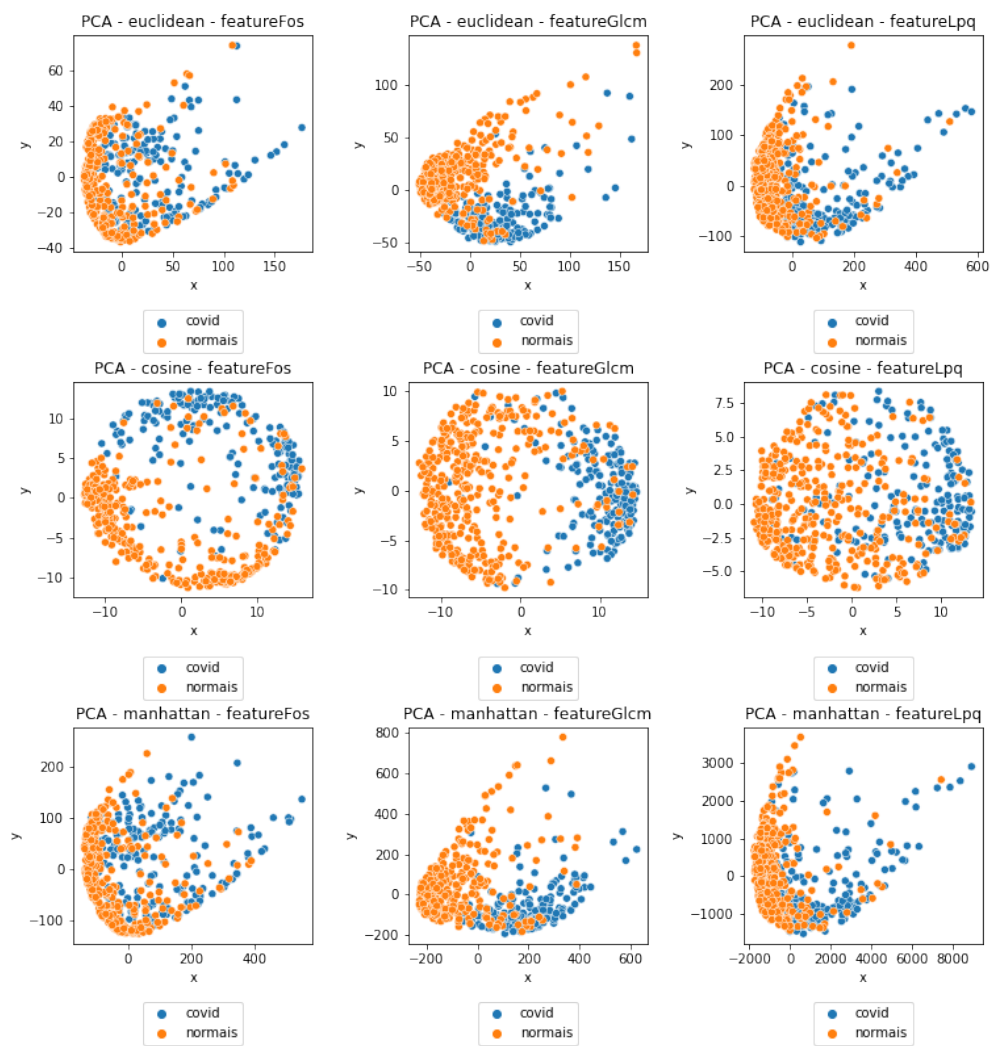 PCA - euclidean - featureFos
PCA - euclidean - featureGlcm
PCA - euclidean - featureLpq
60
40
20
0
−20
−40
y
0
50
100
150
x
100
50
0
−50
y
−50
0
50
100
150
x
200
100
0
−100
y
0
200
400
600
x
covid
normais
covid
normais
covid
normais
PCA - cosine - featureFos
PCA - cosine - featureGlcm
PCA - cosine - featureLpq
10
5
0
−5
−10
y
−10
0
10
x
10
5
0
−5
−10
y
−10
0
10
x
7.5
5.0
2.5
0.0
−2.5
−5.0
y
−10
−5
0
5
10
x
covid
normais
covid
normais
covid
normais
PCA - manhattan - featureFos
PCA - manhattan - featureGlcm
PCA - manhattan - featureLpq
200
100
0
−100
y
0
200
400
x
800
600
400
200
0
−200
y
−200
0
200
400
600
x
3000
2000
1000
0
−1000
y
−2000
0
2000
4000
6000
8000
x
covid
normais
covid
normais
covid
normais